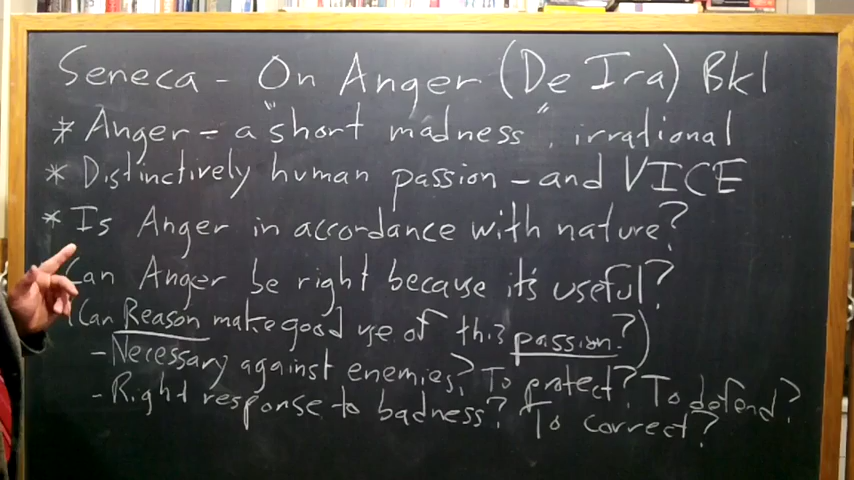 Seneca - On Anger (De Ira) Bk 1
* Anger = a "short madness", irrational
* Distinctively human passion - and VICE
* Is Anger in accordance with nature?
Can Anger be right because it's useful?
(Can Reason make good use of this passion?)
- Necessary against enemies? To protect? To defend?
- Right response to badness? To correct?